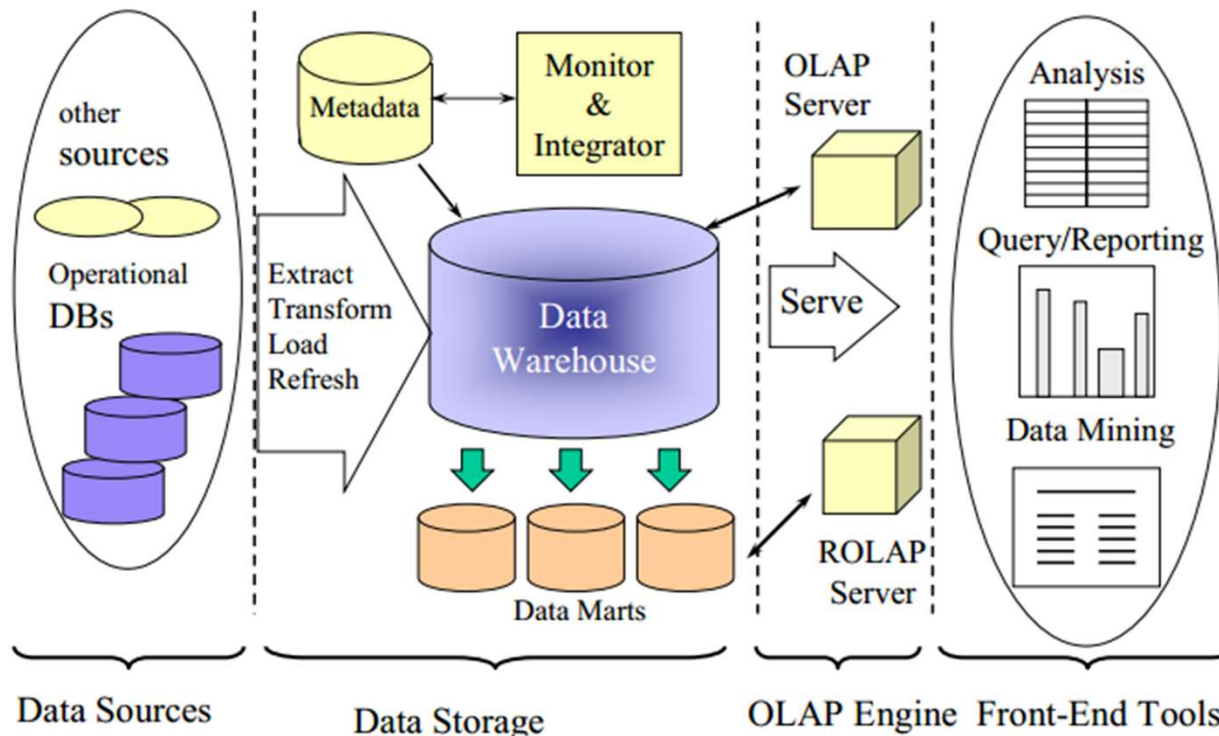 other
sources
Operational
DBs
Extract
Transform
Load
Refresh
Metadata
Monitor
&
Integrator
Data
Warehouse
Data Marts
OLAP
Server
Serve
ROLAP
Server
Analysis
Query/Reporting
Data Mining
Data Sources
Data Storage
OLAP Engine
Front-End Tools